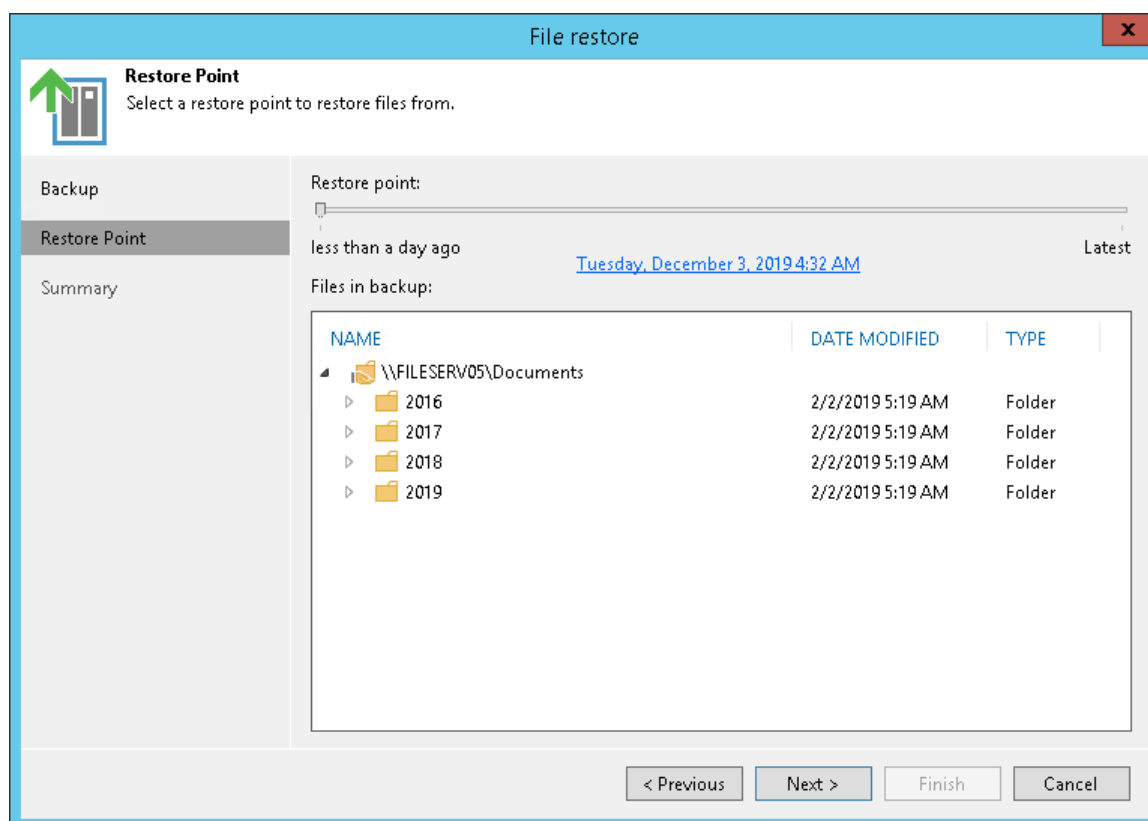 File restore
x
Restore Point
Select a restore point to restore files from.
Backup
Restore Point
Summary
Restore point:
less than a day ago
Latest
Tuesday, December 3, 2019 4:32 AM
Files in backup:
NAME DATE MODIFIED TYPE
\\FILESERV05\Documents
2016 2/2/2019 5:19 AM Folder
2017 2/2/2019 5:19 AM Folder
2018 2/2/2019 5:19 AM Folder
2019 2/2/2019 5:19 AM Folder
< Previous Next > Finish Cancel